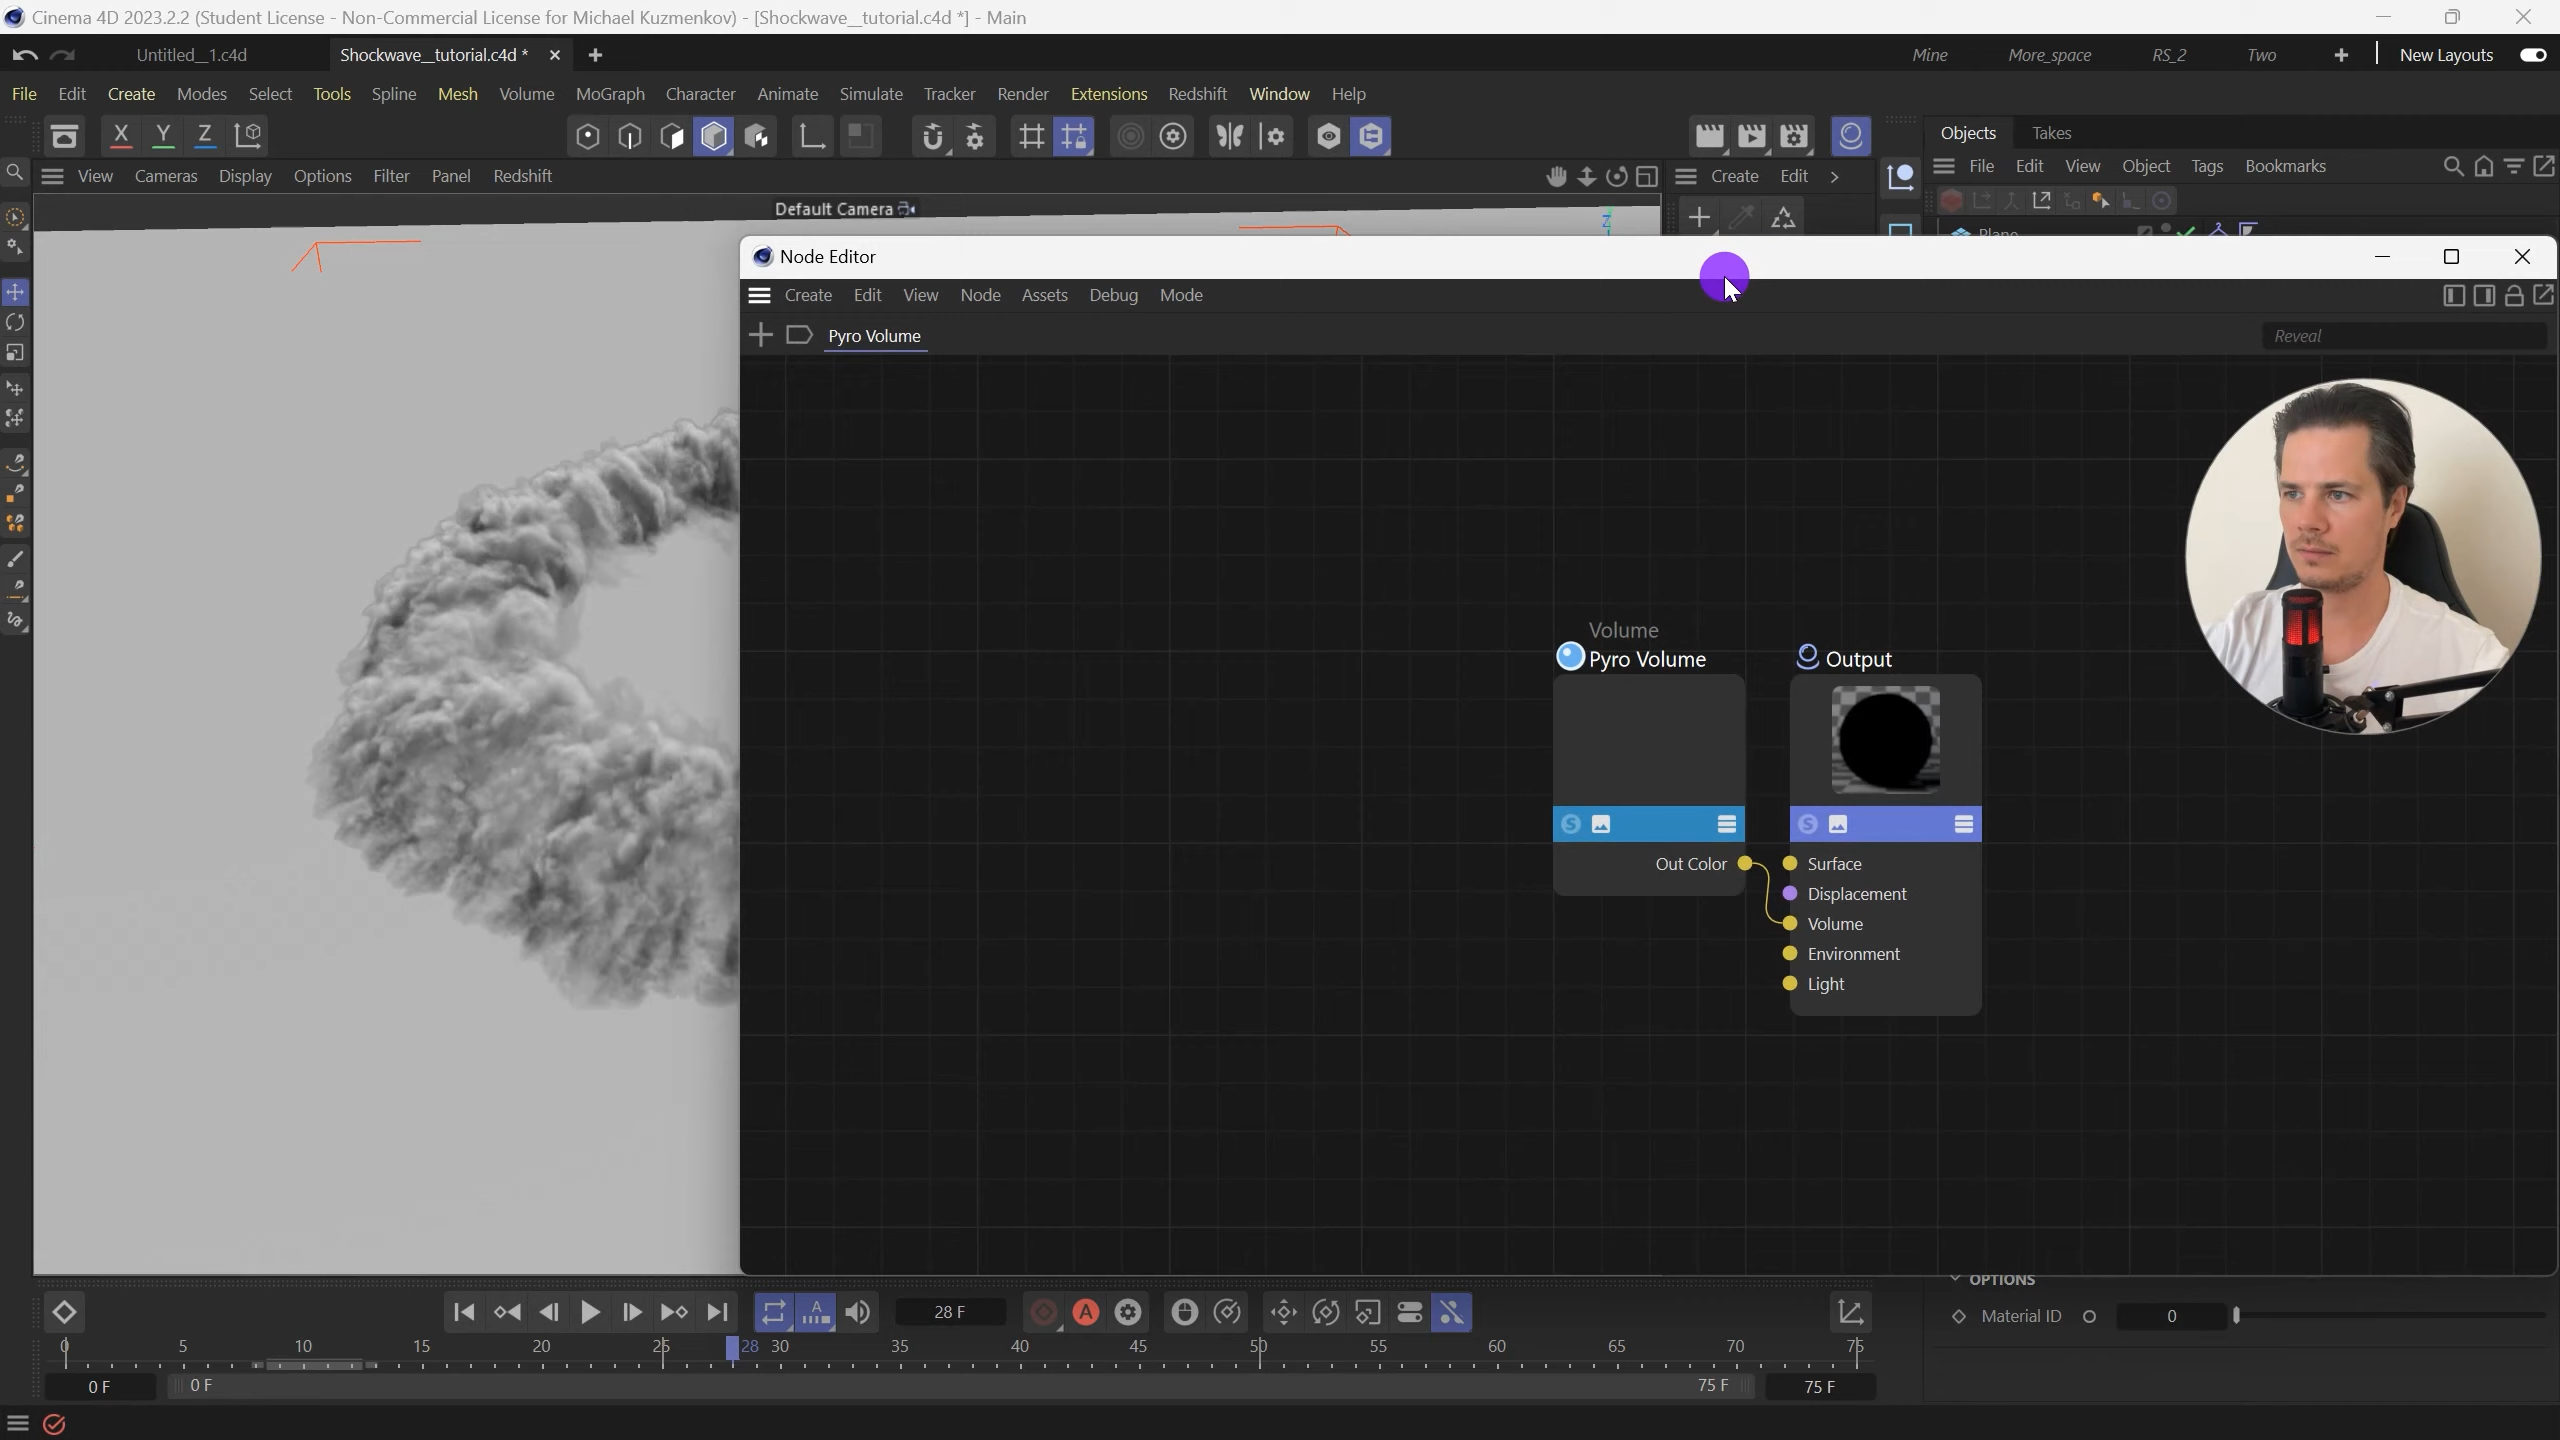 Cinema 4D 2023.2.2 (Student License - Non-Commercial License for Michael Kuzmenkov) - [Shockwave_tutorial.c4d *] - Main
Untitled_1.c4d
Shockwave_tutorial.c4d *
Mine
More_space
RS_2
Two
New Layouts
File Edit Create Modes Select Tools Spline Mesh Volume MoGraph Character Animate Simulate Tracker Render Extensions Redshift Window Help
X Y Z
Objects Takes
View Cameras Display Options Filter Panel Redshift
Create Edit
File Edit View Object Tags Bookmarks
Default Camera
Z
Plane
Node Editor
Create Edit View Node Assets Debug Mode
Pyro Volume
Reveal
Volume
Pyro Volume
Output
S
S
Out Color
Surface
Displacement
Volume
Environment
Light
OPTIONS
Material ID
0
28 F
A
A
0 5 10 15 20 25 28 30 35 40 45 50 55 60 65 70 75
0 F
0 F
75 F
75 F